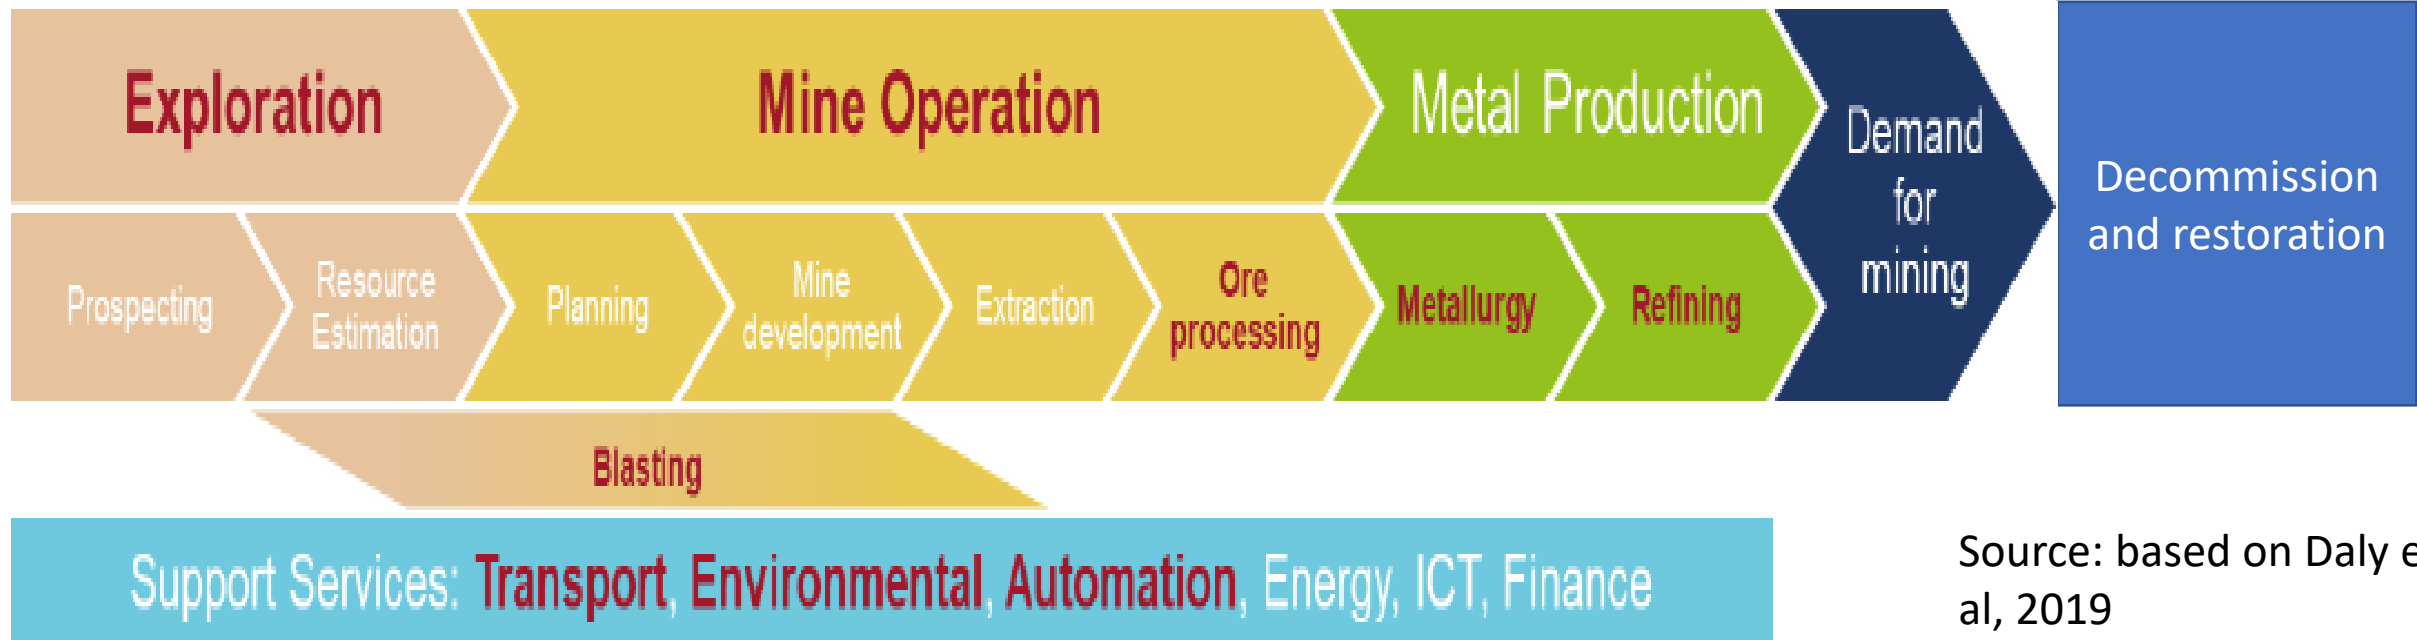 Exploration
Mine Operation
Metal Production
Demand
for
mining
Decommission
and restoration
Prospecting
Resource
Estimation
Planning
Mine
development
Extraction
Ore
processing
Metallurgy
Refining
Blasting
Support Services: Transport, Environmental, Automation, Energy, ICT, Finance
Source: based on Daly e
al, 2019